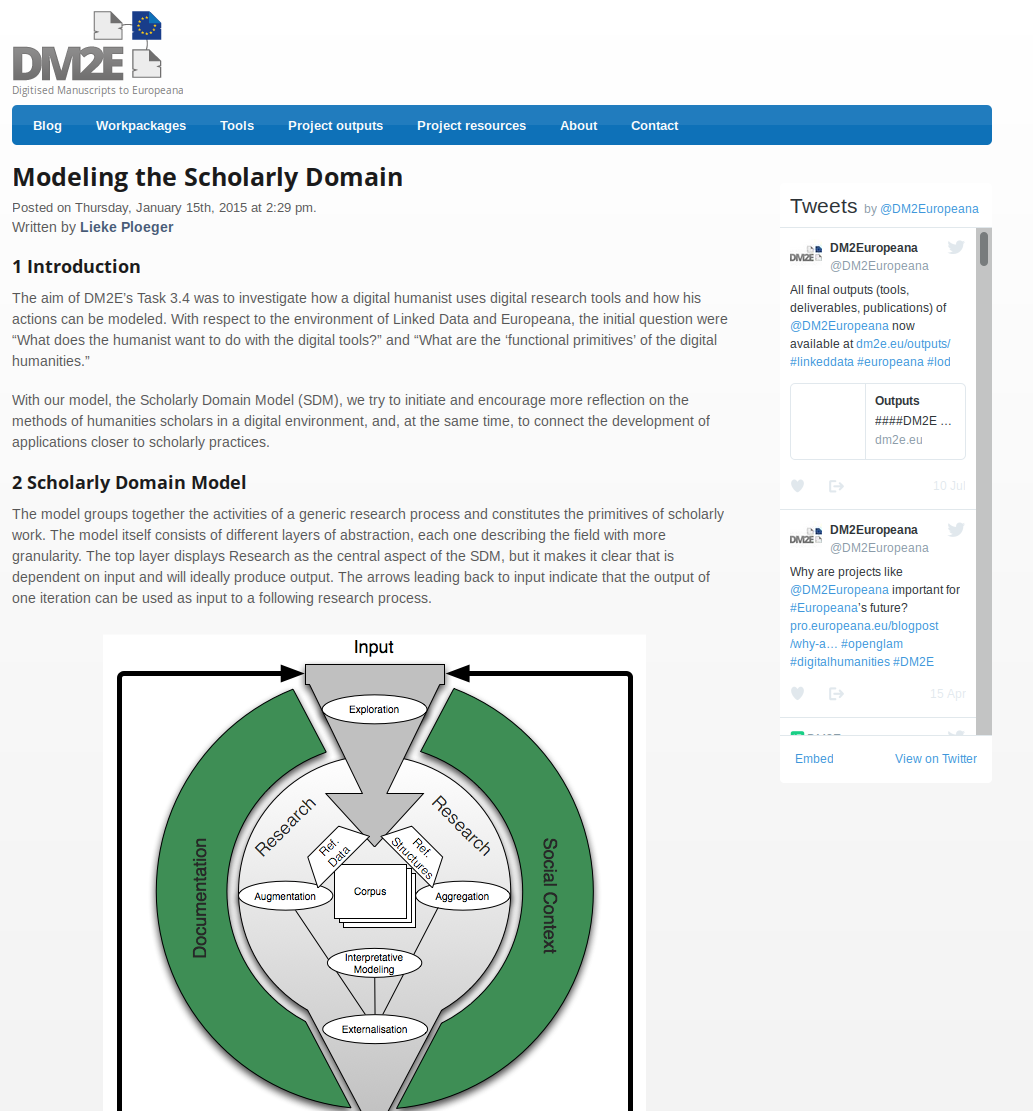 DM2E
Digitised Manuscripts to Europeana
Blog Workpackages Tools Project outputs Project resources About Contact
Modeling the Scholarly Domain
Posted on Thursday, January 15th, 2015 at 2:29 pm.
Written by Lieke Ploeger
1 Introduction
The aim of DM2E’s Task 3.4 was to investigate how a digital humanist uses digital research tools and how his
actions can be modeled. With respect to the environment of Linked Data and Europeana, the initial question were
“What does the humanist want to do with the digital tools?” and “What are the ‘functional primitives’ of the digital
humanities.”
With our model, the Scholarly Domain Model (SDM), we try to initiate and encourage more reflection on the
methods of humanities scholars in a digital environment, and, at the same time, to connect the development of
applications closer to scholarly practices.
2 Scholarly Domain Model
The model groups together the activities of a generic research process and constitutes the primitives of scholarly
work. The model itself consists of different layers of abstraction, each one describing the field with more
granularity. The top layer displays Research as the central aspect of the SDM, but it makes it clear that is
dependent on input and will ideally produce output. The arrows leading back to input indicate that the output of
one iteration can be used as input to a following research process.
Input
Exploration
Research
Research
Ref.
Data
Ref.
Structures
Documentation
Social Context
Corpus
Augmentation
Aggregation
Interpretative
Modeling
Externalisation
Tweets by @DM2Europeana
DM2E
DM2Europeana
@DM2Europeana
All final outputs (tools,
deliverables, publications) of
@DM2Europeana now
available at dm2e.eu/outputs/
#linkeddata #europeana #lod
Outputs
####DM2E …
dm2e.eu
10 Jul
DM2E
DM2Europeana
@DM2Europeana
Why are projects like
@DM2Europeana important for
#Europeana’s future?
pro.europeana.eu/blogpost
/why-a… #openglam
#digitalhumanities #DM2E
15 Apr
Embed View on Twitter